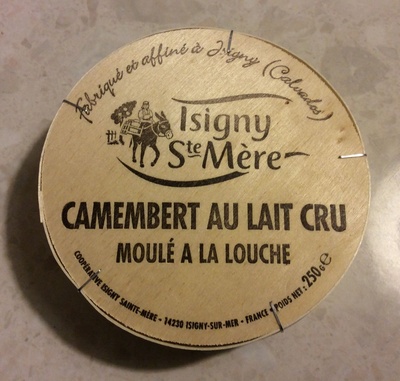 Fabriqué et affiné à Isigny (Calvados)
Isigny
Ste Mère
CAMEMBERT AU LAIT CRU
MOULÉ A LA LOUCHE
COOPÉRATIVE ISIGNY SAINTE-MÈRE - 14230 ISIGNY-SUR-MER - FRANCE - POIDS NET : 250g e